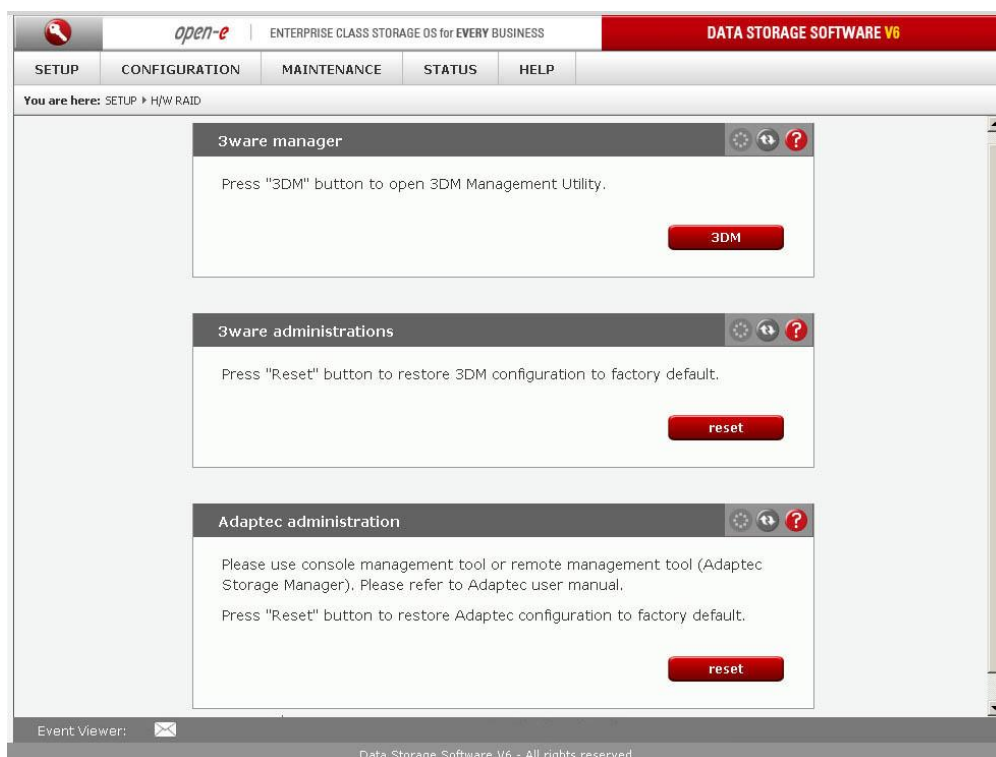 open-e ENTERPRISE CLASS STORAGE OS for EVERY BUSINESS DATA STORAGE SOFTWARE V6
SETUP CONFIGURATION MAINTENANCE STATUS HELP
You are here: SETUP H/W RAID
3ware manager
Press "3DM" button to open 3DM Management Utility.
3DM
3ware administrations
Press "Reset" button to restore 3DM configuration to factory default.
reset
Adaptec administration
Please use console management tool or remote management tool (Adaptec
Storage Manager). Please refer to Adaptec user manual.
Press "Reset" button to restore Adaptec configuration to factory default.
reset
Event Viewer:
Data Storage Software V6 - All rights reserved